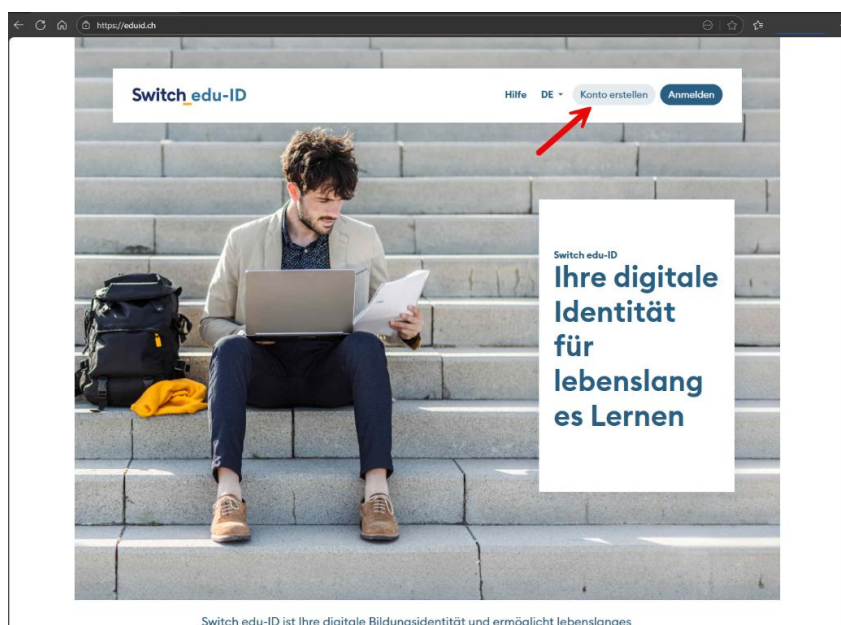 https://eduid.ch
Switch edu-ID
Hilfe DE Konto erstellen Anmelden
Switch edu-ID
Ihre digitale
Identität
für
lebenslang
es Lernen
Switch edu-ID ist Ihre digitale Bildungsidentität und ermöglicht lebenslanges